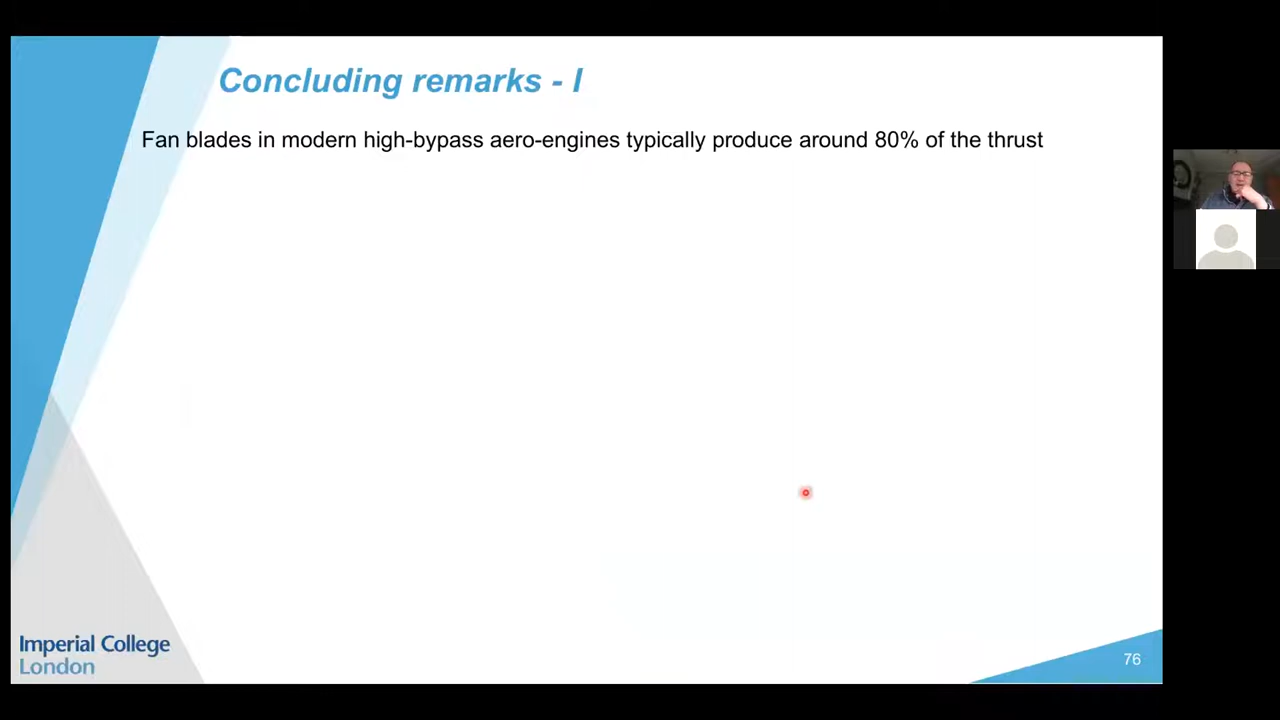 Concluding remarks - I
Fan blades in modern high-bypass aero-engines typically produce around 80% of the thrust
Imperial College
London
76